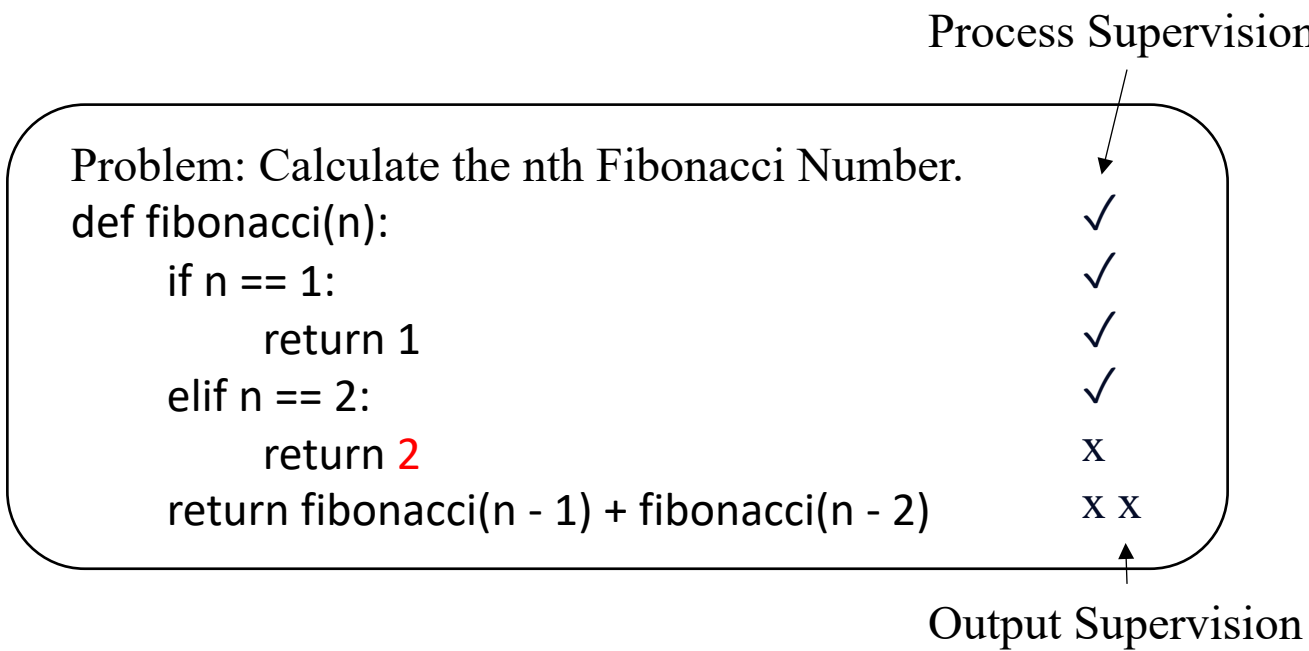 Process Supervision
Problem: Calculate the nth Fibonacci Number.
def fibonacci(n): ✓
if n == 1: ✓
return 1 ✓
elif n == 2: ✓
return 2 x
return fibonacci(n - 1) + fibonacci(n - 2) x x
Output Supervision